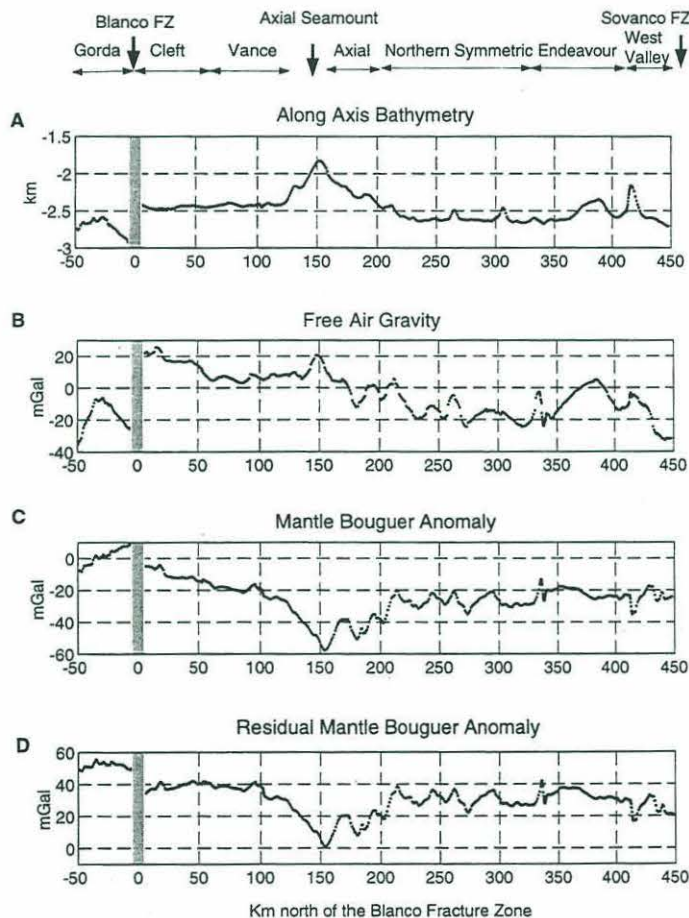 Blanco FZ
Axial Seamount
Sovanco FZ
Gorda Cleft Vance Axial Northern Symmetric Endeavour West Valley
A
Along Axis Bathymetry
-1.5
-2
-2.5
-3
km
-50 0 50 100 150 200 250 300 350 400 450
B
Free Air Gravity
20
0
-20
-40
mGal
-50 0 50 100 150 200 250 300 350 400 450
C
Mantle Bouguer Anomaly
0
-20
-40
-60
mGal
-50 0 50 100 150 200 250 300 350 400 450
D
Residual Mantle Bouguer Anomaly
60
40
20
0
mGal
-50 0 50 100 150 200 250 300 350 400 450
Km north of the Blanco Fracture Zone